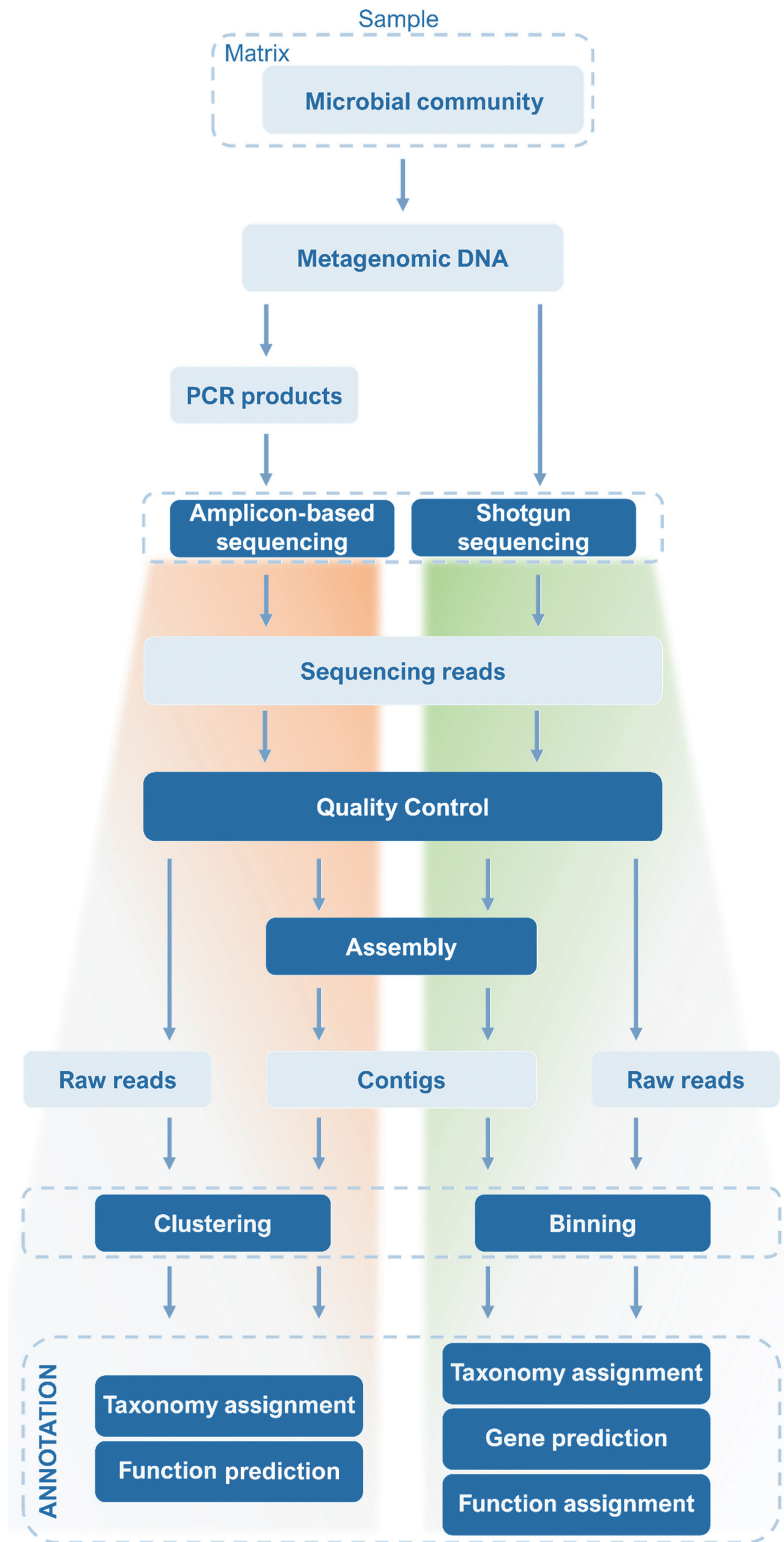 Sample
Matrix
Microbial community
Metagenomic DNA
PCR products
Amplicon-based
sequencing
Shotgun
sequencing
Sequencing reads
Quality Control
Assembly
Raw reads
Contigs
Raw reads
Clustering
Binning
ANNOTATION
Taxonomy assignment
Function prediction
Taxonomy assignment
Gene prediction
Function assignment